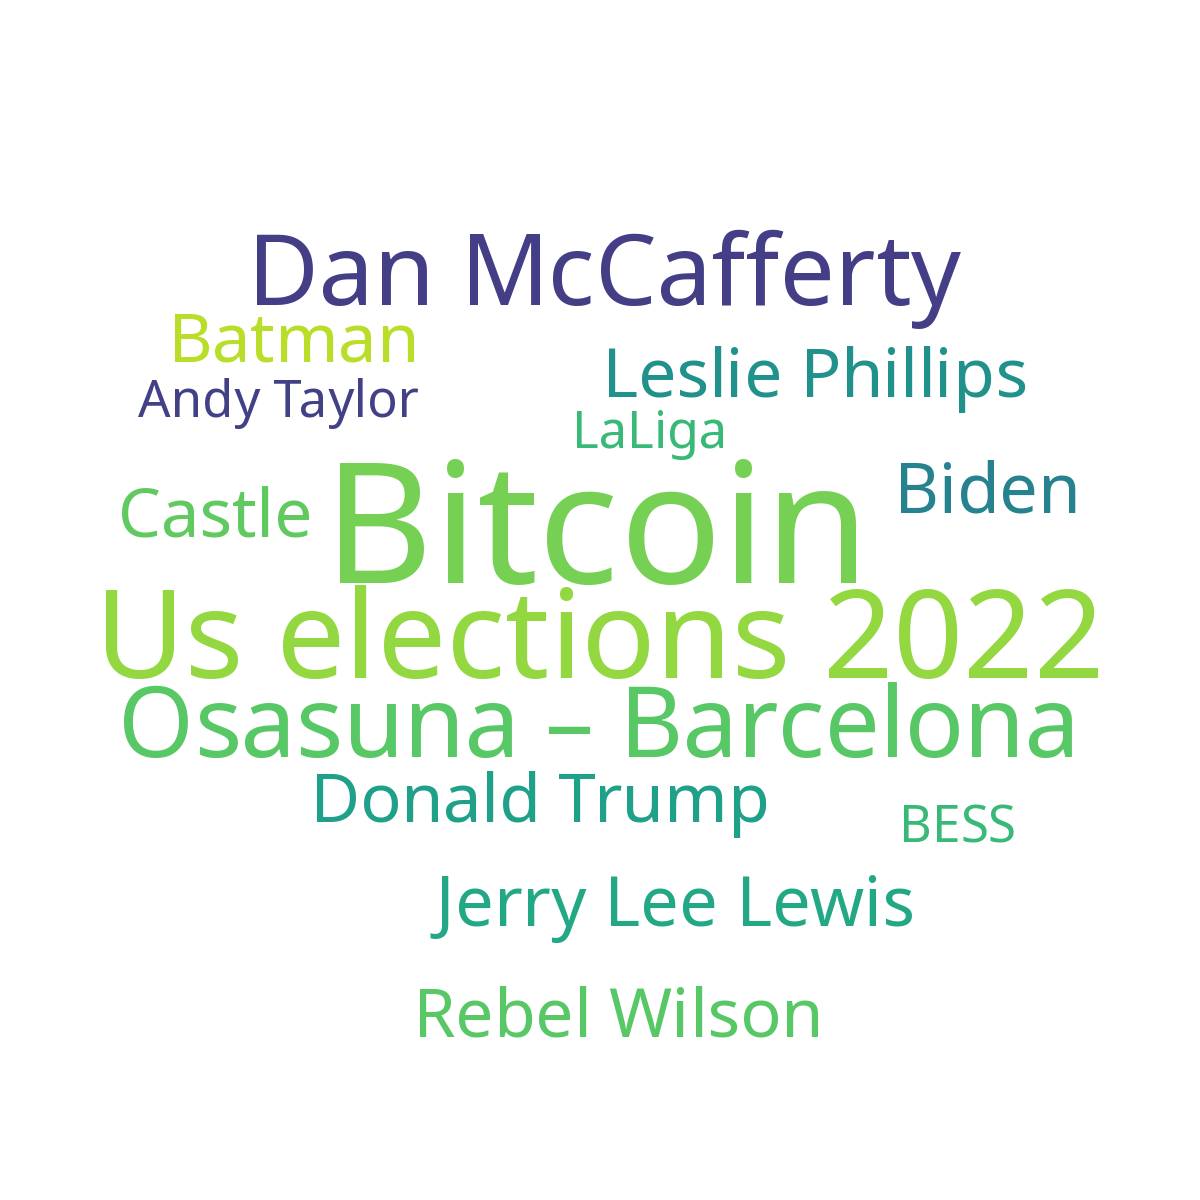 Dan McCafferty
Batman
Leslie Phillips
Andy Taylor
LaLiga
Bitcoin
Biden
Castle
Us elections 2022
Osasuna – Barcelona
Donald Trump
BESS
Jerry Lee Lewis
Rebel Wilson